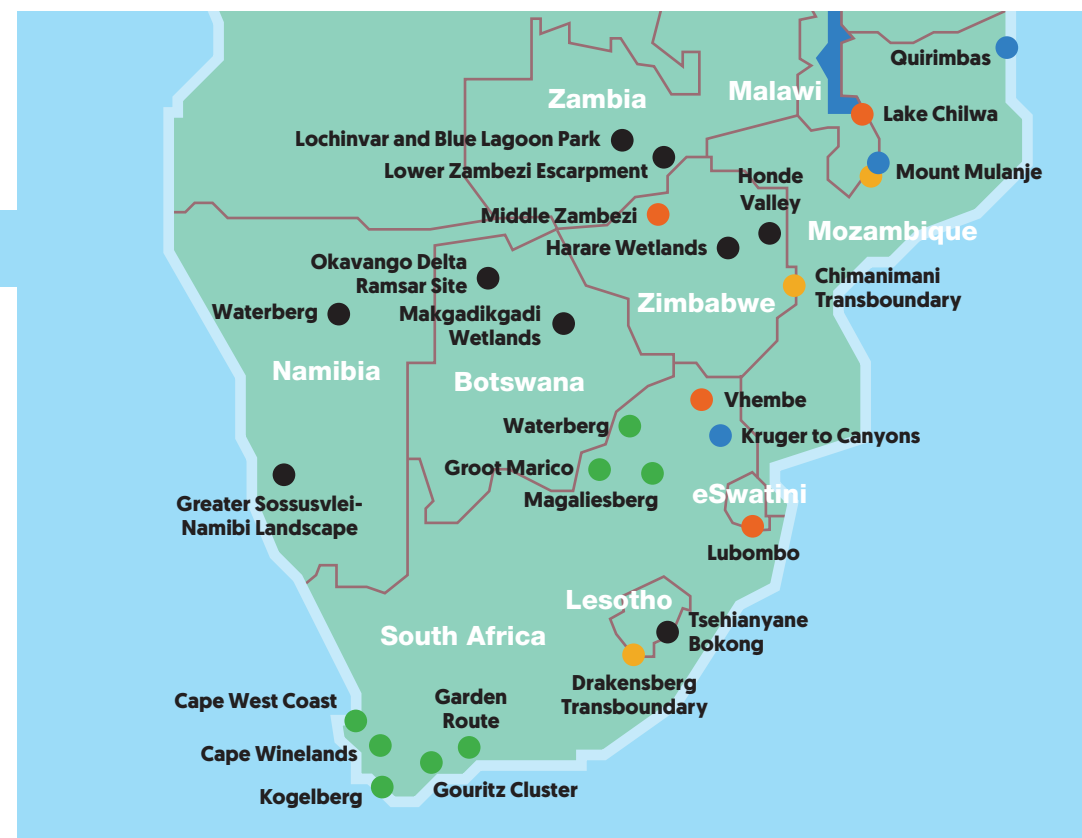 Quirimbas
Malawi
Zambia
Lake Chilwa
Lochinvar and Blue Lagoon Park
Lower Zambezi Escarpment
Mount Mulanje
Honde
Valley
Middle Zambezi
Mozambique
Harare Wetlands
Okavango Delta
Ramsar Site
Chimanimani
Transboundary
Zimbabwe
Waterberg
Makgadikgadi
Wetlands
Namibia
Botswana
Vhembe
Waterberg
Kruger to Canyons
Groot Marico
Magaliesberg
eSwatini
Greater Sossusvlei-
Namibi Landscape
Lubombo
Lesotho
Tsehianyane
Bokong
South Africa
Drakensberg
Transboundary
Cape West Coast
Garden
Route
Cape Winelands
Gouritz Cluster
Kogelberg